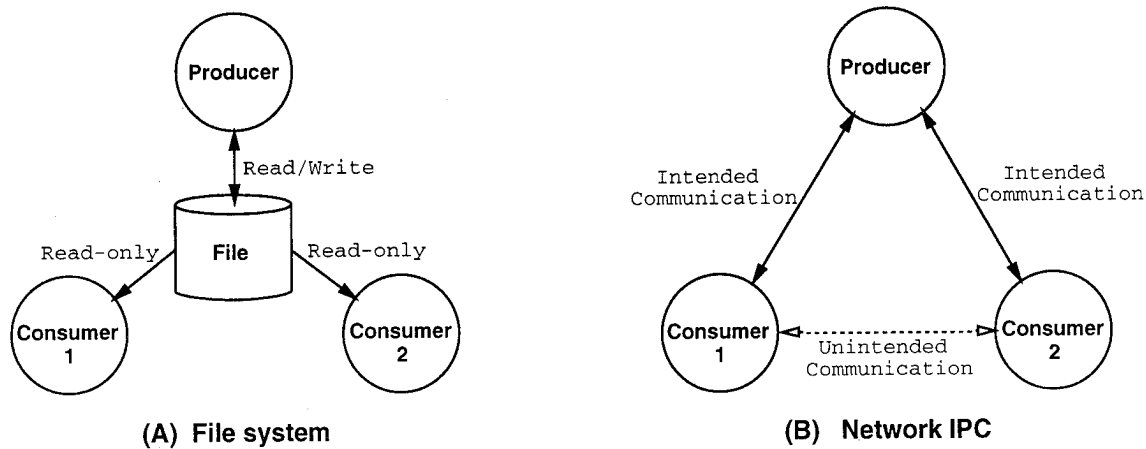 Producer
Read/Write
File
Read-only
Read-only
Consumer
1
Consumer
2
(A) File system
Producer
Intended
Communication
Intended
Communication
Consumer
1
Unintended
Communication
Consumer
2
(B) Network IPC